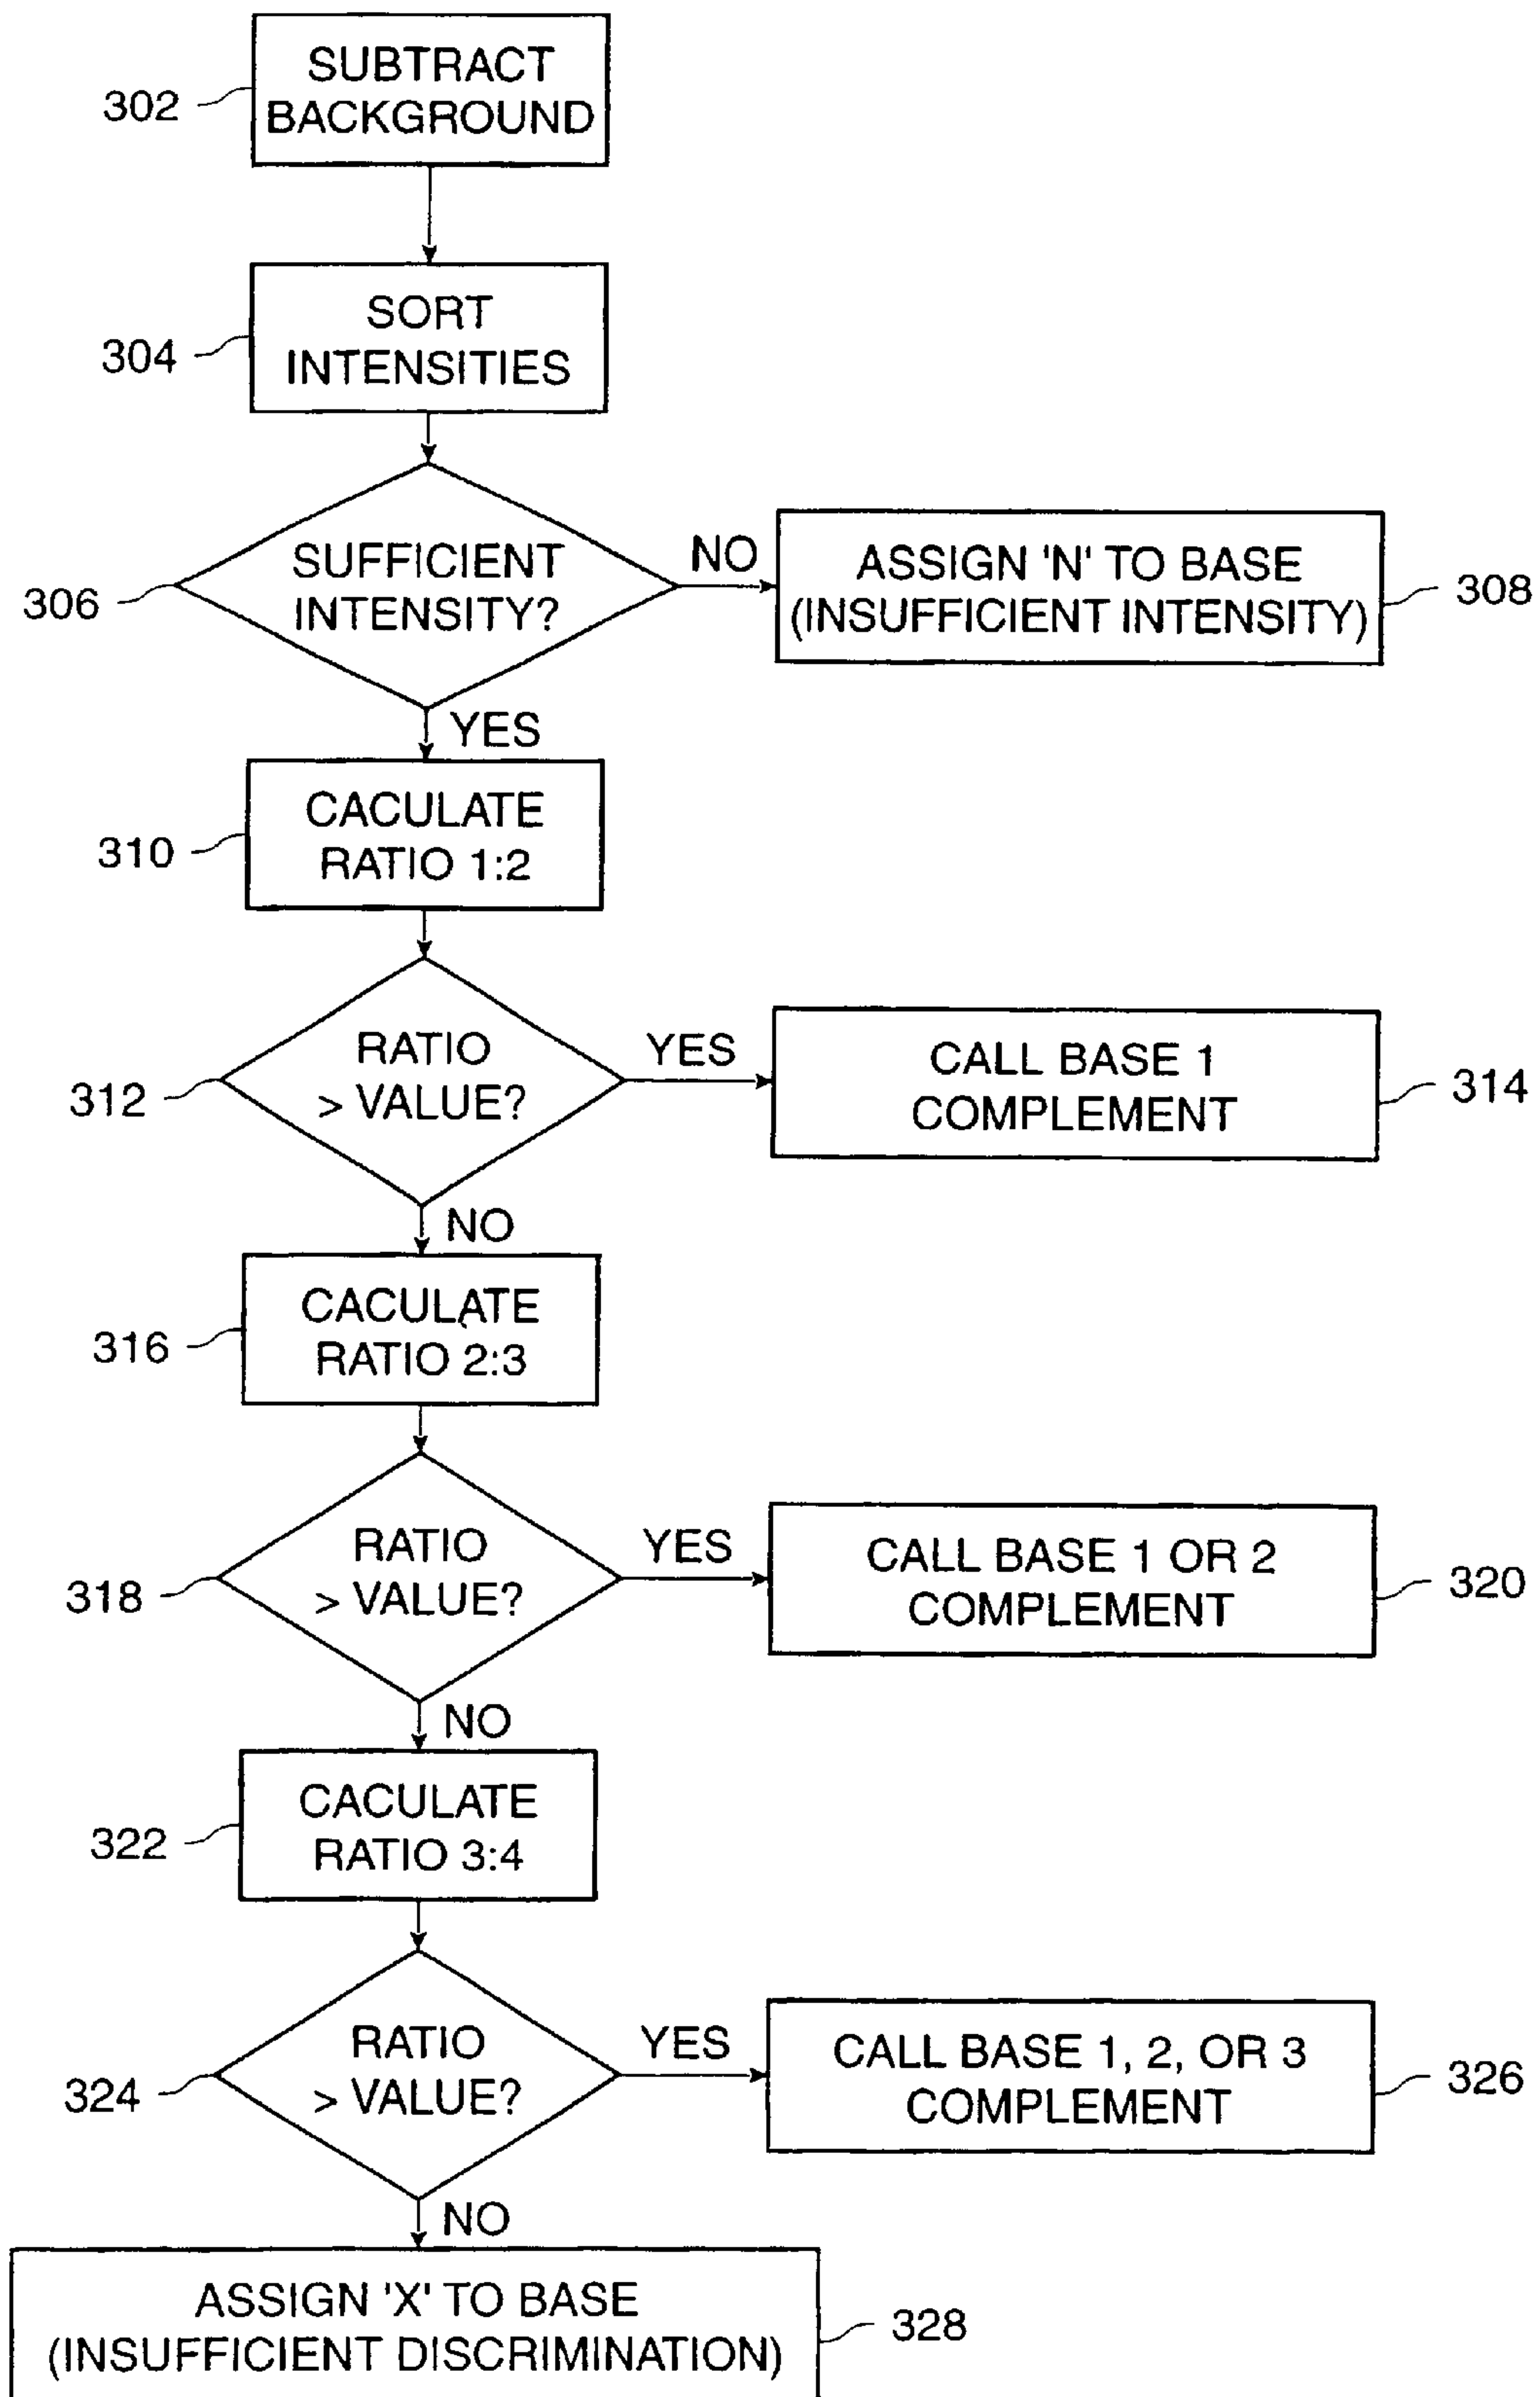 SUBTRACT
BACKGROUND
302
SORT
INTENSITIES
304
SUFFICIENT
INTENSITY?
306
NO
ASSIGN 'N' TO BASE
(INSUFFICIENT INTENSITY)
308
YES
CACULATE
RATIO 1:2
310
RATIO
> VALUE?
312
YES
CALL BASE 1
COMPLEMENT
314
NO
CACULATE
RATIO 2:3
316
RATIO
> VALUE?
318
YES
CALL BASE 1 OR 2
COMPLEMENT
320
NO
CACULATE
RATIO 3:4
322
RATIO
> VALUE?
324
YES
CALL BASE 1, 2, OR 3
COMPLEMENT
326
NO
ASSIGN 'X' TO BASE
(INSUFFICIENT DISCRIMINATION)
328